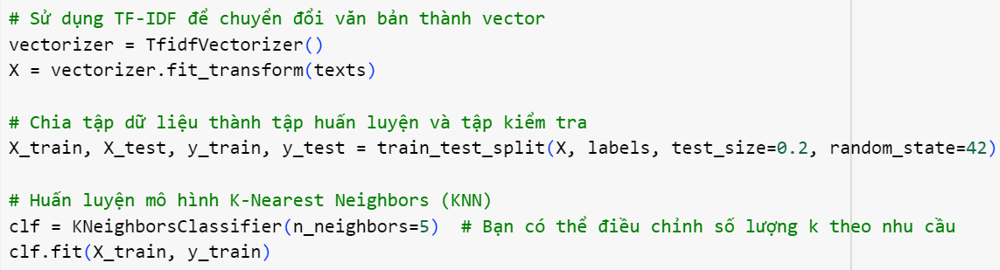 # Sử dụng TF-IDF để chuyển đổi văn bản thành vector
vectorizer = TfidfVectorizer()
X = vectorizer.fit_transform(texts)
# Chia tập dữ liệu thành tập huấn luyện và tập kiểm tra
X_train, X_test, y_train, y_test = train_test_split(X, labels, test_size=0.2, random_state=42)
# Huấn luyện mô hình K-Nearest Neighbors (KNN)
clf = KNeighborsClassifier(n_neighbors=5)  # Bạn có thể điều chỉnh số lượng k theo nhu cầu
clf.fit(X_train, y_train)